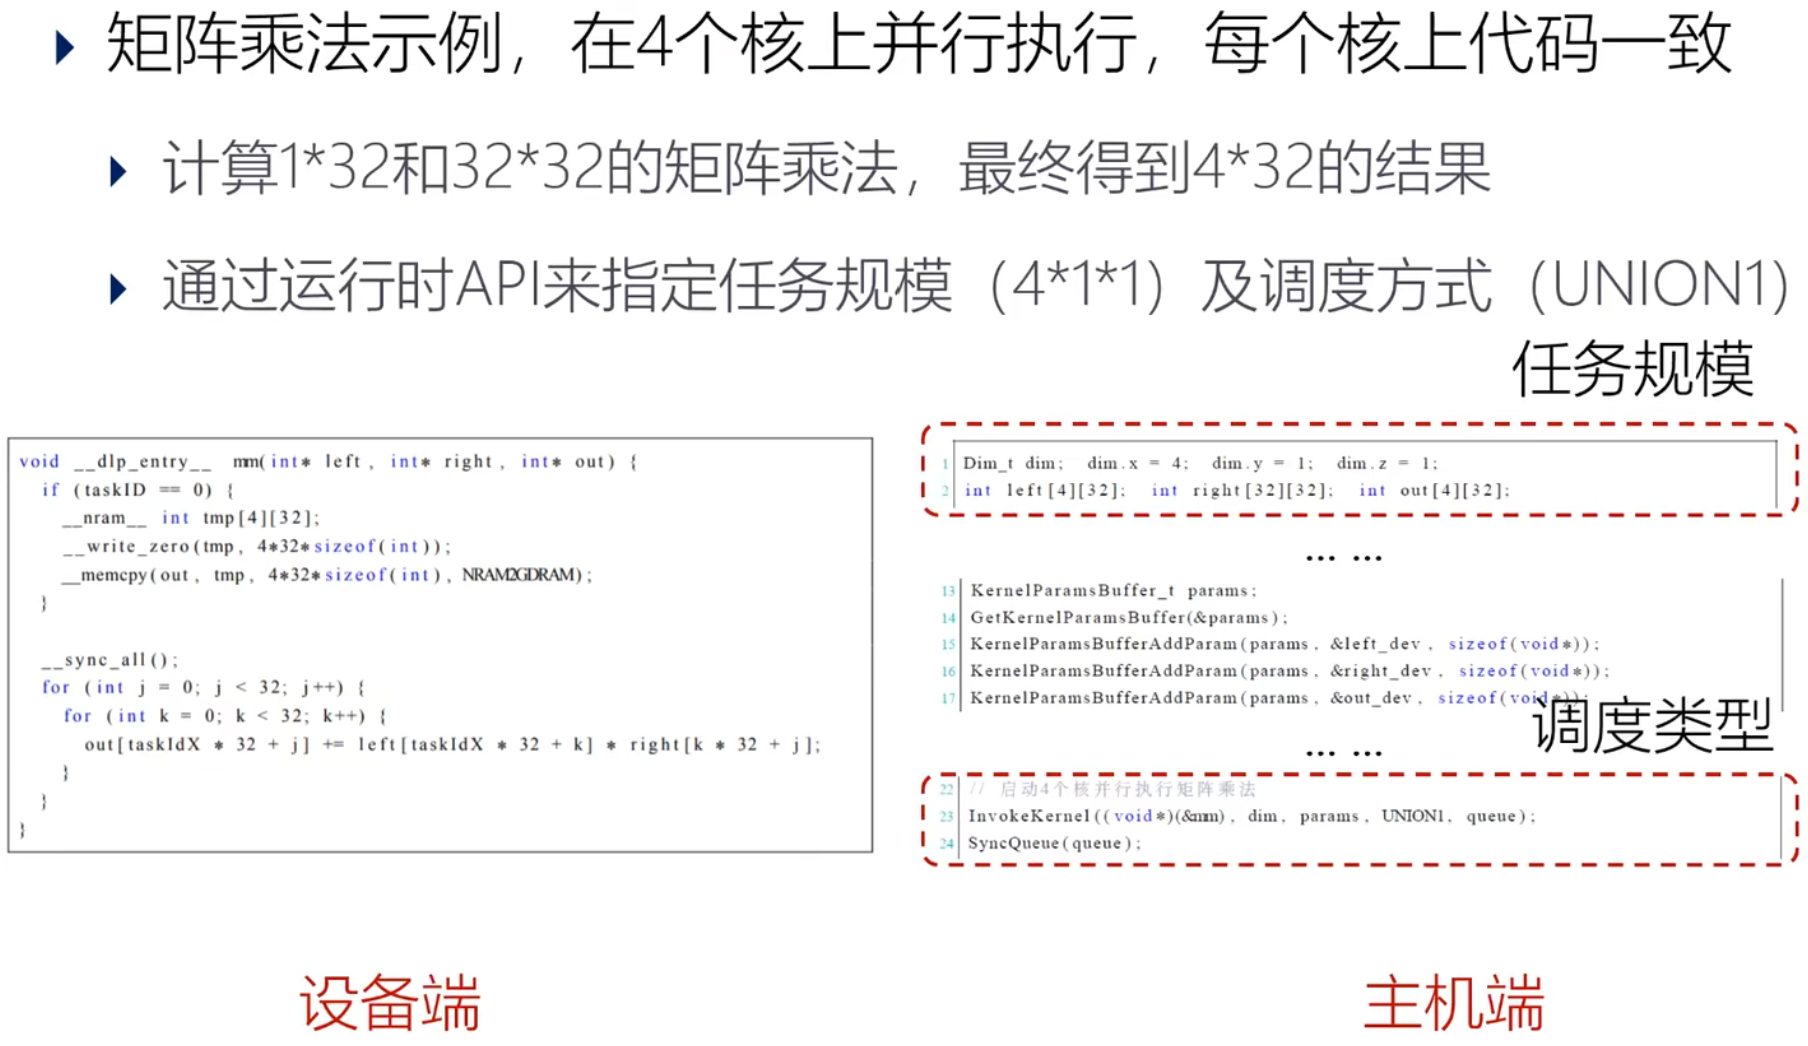 矩阵乘法示例，在4个核上并行执行，每个核上代码一致
计算1*32和32*32的矩阵乘法，最终得到4*32的结果
通过运行时API来指定任务规模（4*1*1）及调度方式（UNION1）
void __dlp_entry__ mm(int* left, int* right, int* out) {
if (taskID == 0) {
__nram__ int tmp[4][32];
__write_zero(tmp, 4*32*sizeof(int));
__memcpy(out, tmp, 4*32*sizeof(int), NRAM2GDRAM);
}
__sync_all();
for (int j = 0; j < 32; j++) {
for (int k = 0; k < 32; k++) {
out[taskIdX * 32 + j] += left[taskIdX * 32 + k] * right[k * 32 + j];
}
}
}
设备端
任务规模
1 Dim_t dim; dim.x = 4; dim.y = 1; dim.z = 1;
2 int left[4][32]; int right[32][32]; int out[4][32];
... ...
13 KernelParamsBuffer_t params;
14 GetKernelParamsBuffer(&params);
15 KernelParamsBufferAddParam(params, &left_dev, sizeof(void*));
16 KernelParamsBufferAddParam(params, &right_dev, sizeof(void*));
17 KernelParamsBufferAddParam(params, &out_dev, sizeof(void*));
调度类型
... ...
22 // 启动4个核并行执行矩阵乘法
23 InvokeKernel((void*)(&mm), dim, params, UNION1, queue);
24 SyncQueue(queue);
主机端